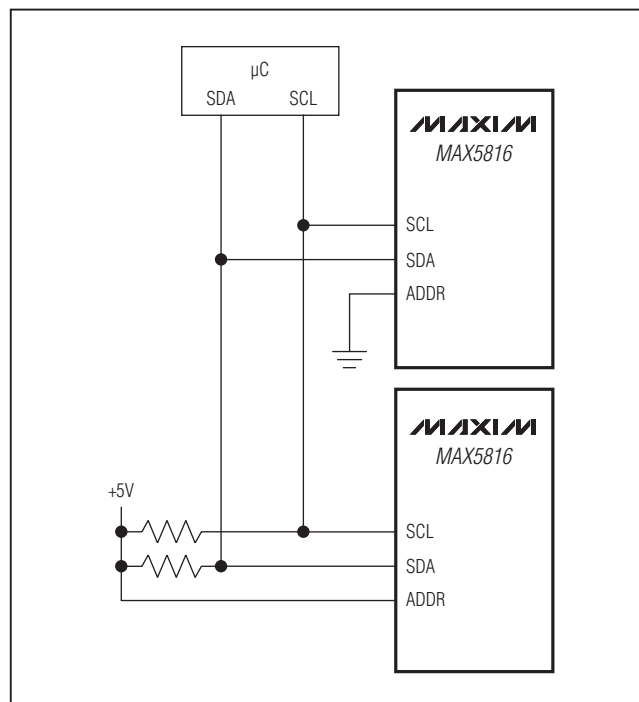 µC
SDA SCL
MAXIM
MAX5816
SCL
SDA
ADDR
MAXIM
MAX5816
+5V
SCL
SDA
ADDR